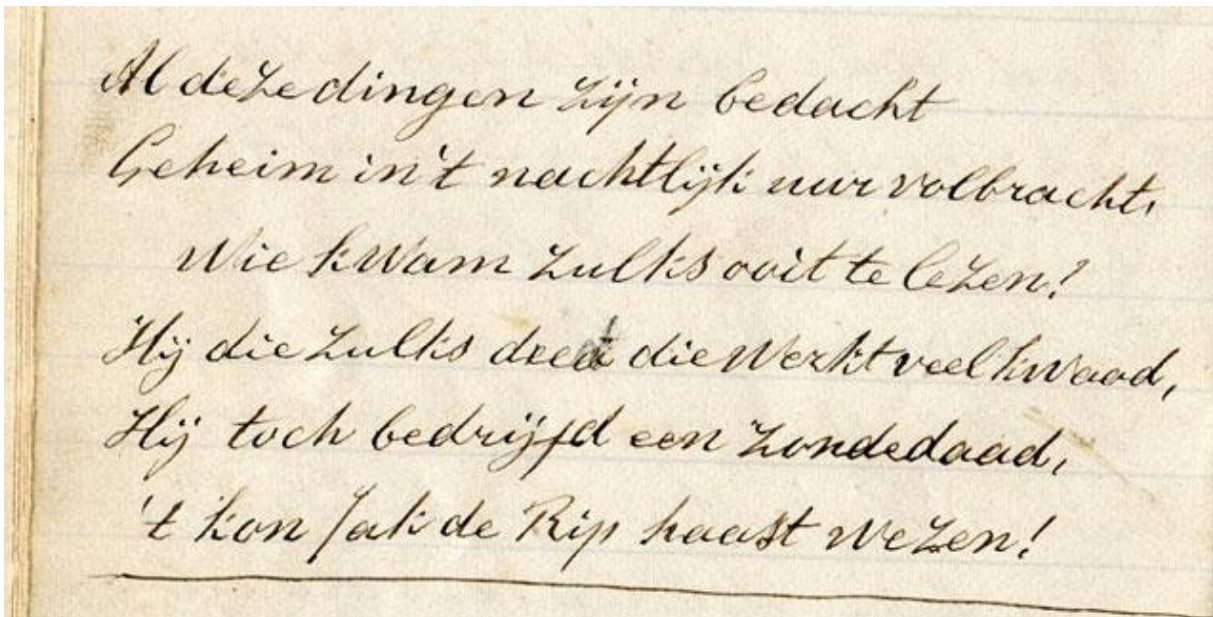 Al deze dingen zijn bedacht
Geheim in 't nachtlijk uur volbracht,
Wie kwam zulks ooit te lezen?
Hij die zulks deed die werkt veel kwaad,
Hij toch bedrijfd een zondedaad,
't kon Jak de Rip haast wezen!